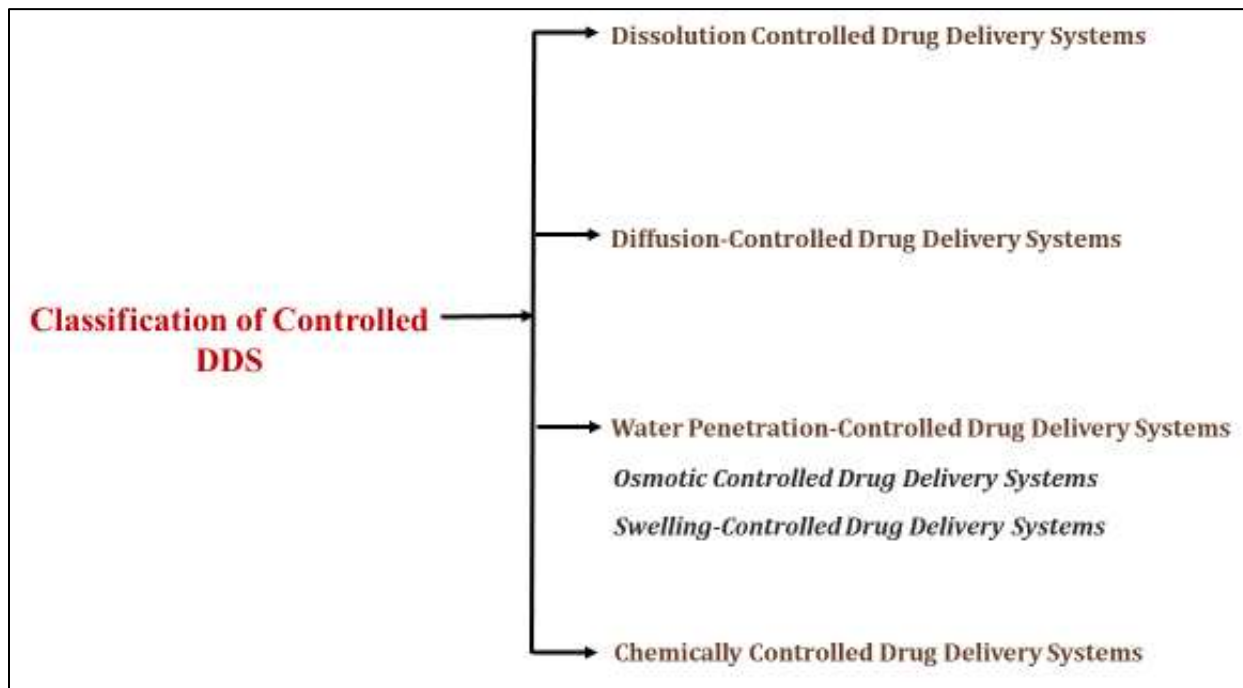 Dissolution Controlled Drug Delivery Systems
Diffusion-Controlled Drug Delivery Systems
Classification of Controlled
DDS
Water Penetration-Controlled Drug Delivery Systems
Osmotic Controlled Drug Delivery Systems
Swelling-Controlled Drug Delivery Systems
Chemically Controlled Drug Delivery Systems